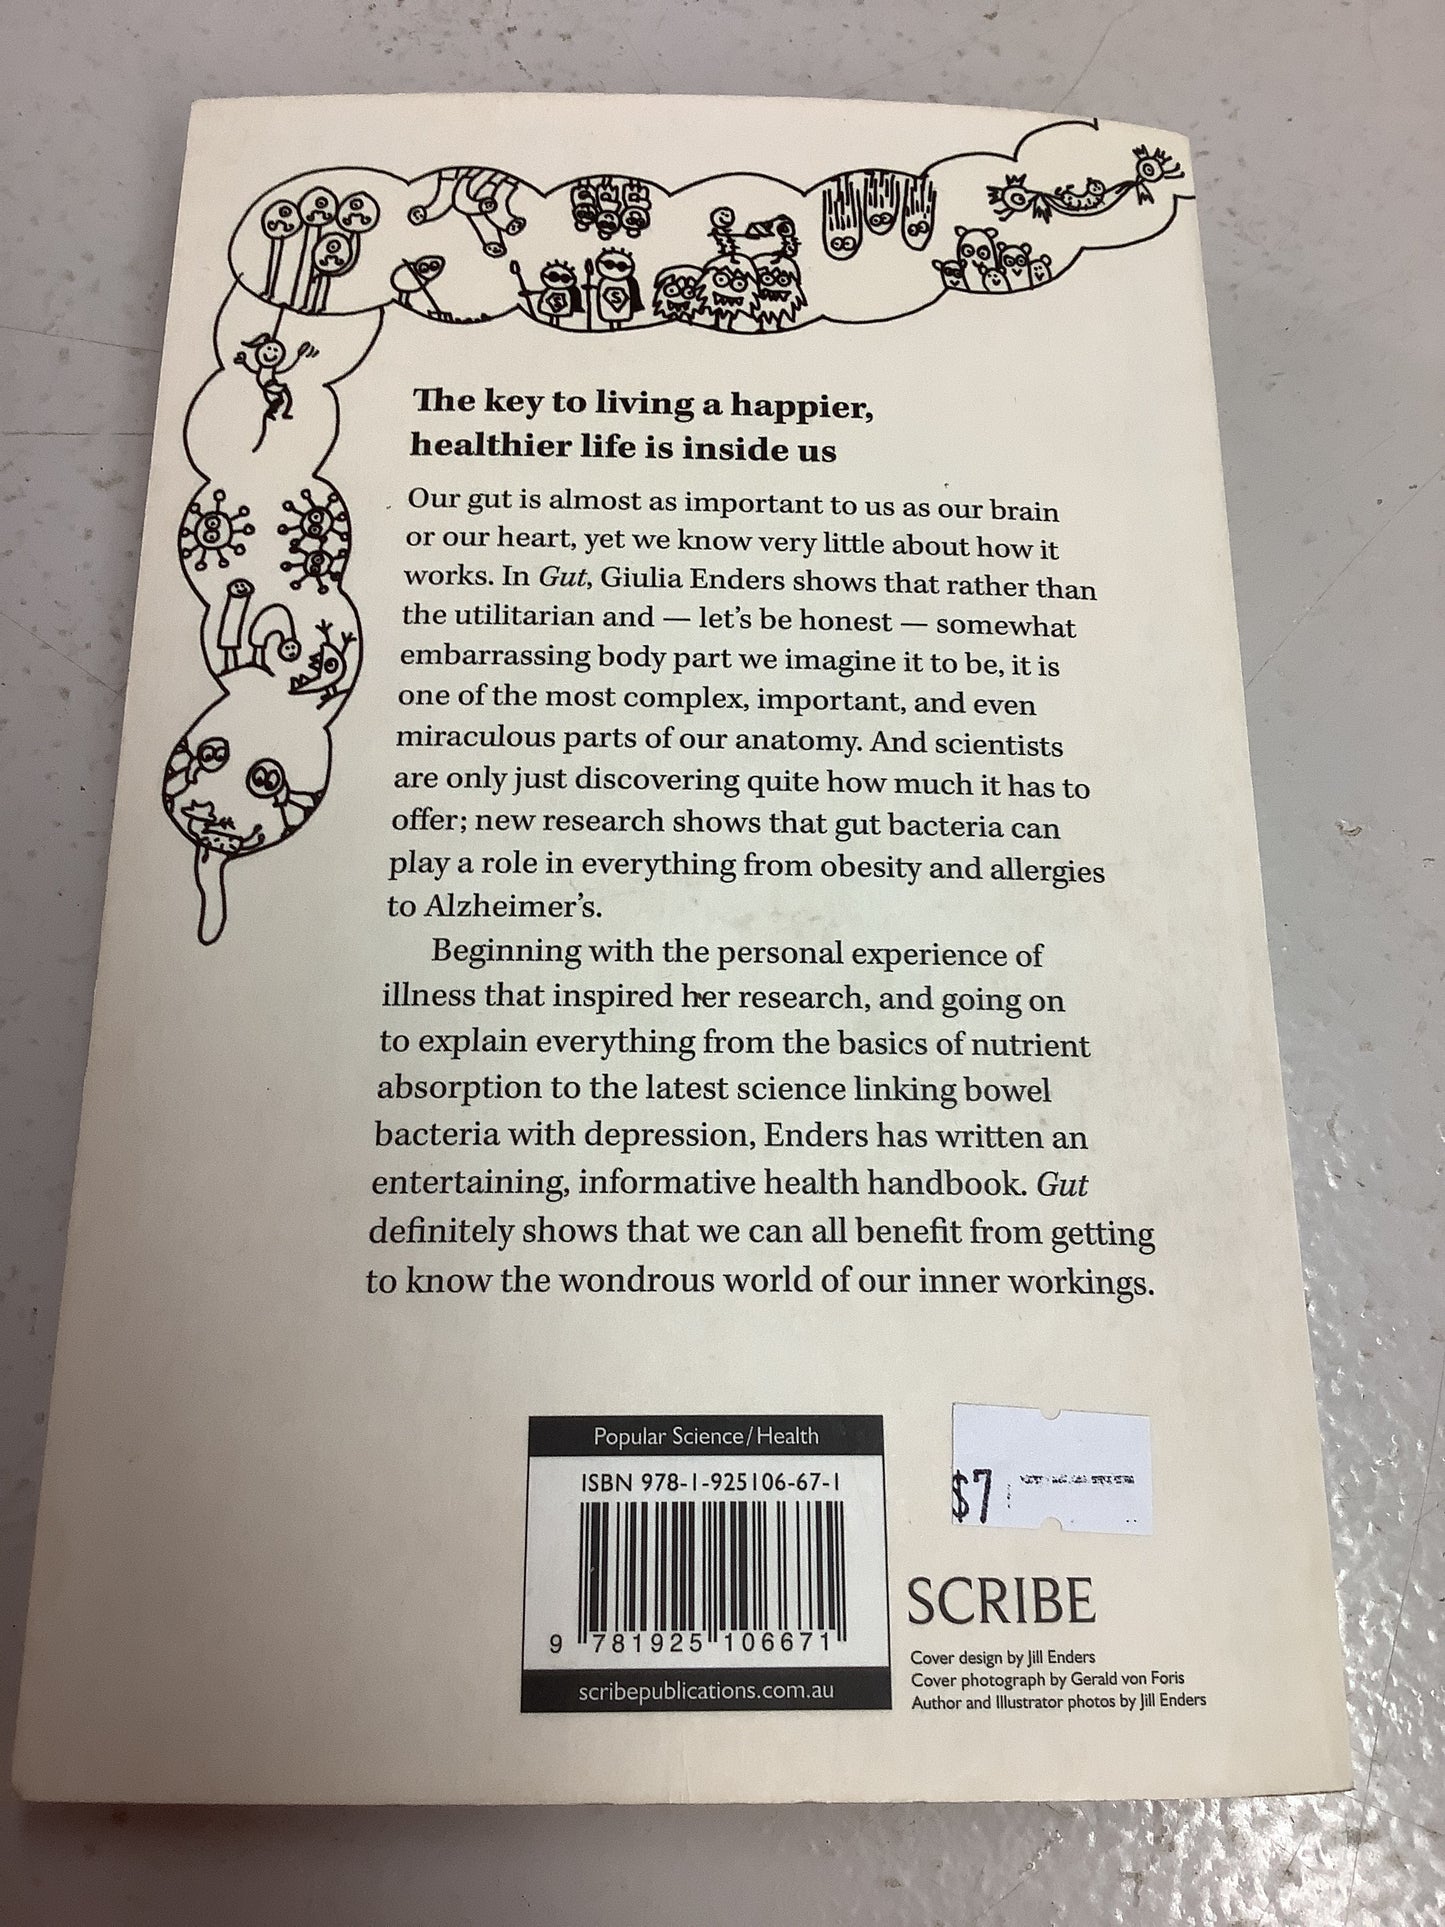 The key to living a happier,
healthier life is inside us
Our gut is almost as important to us as our brain
or our heart, yet we know very little about how it
works. In Gut, Giulia Enders shows that rather than
the utilitarian and — let's be honest — somewhat
embarrassing body part we imagine it to be, it is
one of the most complex, important, and even
miraculous parts of our anatomy. And scientists
are only just discovering quite how much it has to
offer; new research shows that gut bacteria can
play a role in everything from obesity and allergies
to Alzheimer's.
Beginning with the personal experience of
illness that inspired her research, and going on
to explain everything from the basics of nutrient
absorption to the latest science linking bowel
bacteria with depression, Enders has written an
entertaining, informative health handbook. Gut
definitely shows that we can all benefit from getting
to know the wondrous world of our inner workings.
Popular Science/Health
ISBN 978-1-925106-67-1
9 781925 106671
scribepublications.com.au
$7
SCRIBE
Cover design by Jill Enders
Cover photograph by Gerald von Foris
Author and Illustrator photos by Jill Enders